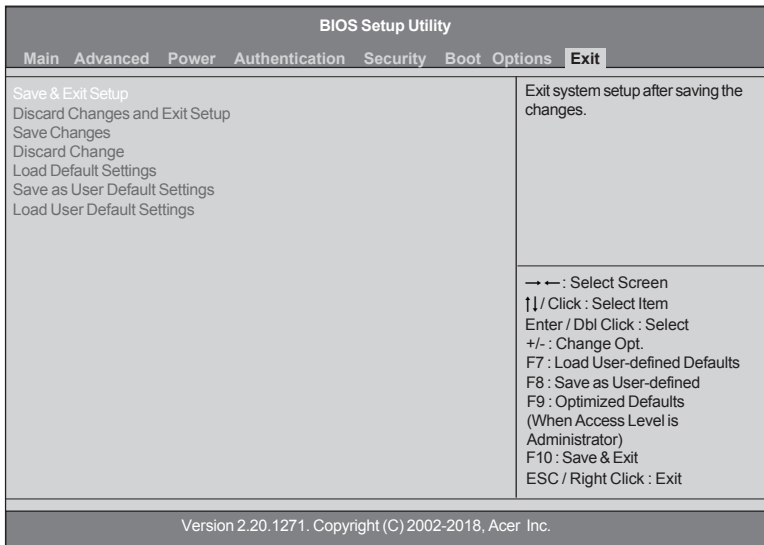 BIOS Setup Utility
Main Advanced Power Authentication Security Boot Options Exit
Save & Exit Setup
Discard Changes and Exit Setup
Save Changes
Discard Change
Load Default Settings
Save as User Default Settings
Load User Default Settings
Exit system setup after saving the
changes.
→←: Select Screen
↑↓/ Click : Select Item
Enter / Dbl Click : Select
+/- : Change Opt.
F7 : Load User-defined Defaults
F8 : Save as User-defined
F9 : Optimized Defaults
(When Access Level is
Administrator)
F10 : Save & Exit
ESC / Right Click : Exit
Version 2.20.1271. Copyright (C) 2002-2018, Acer Inc.